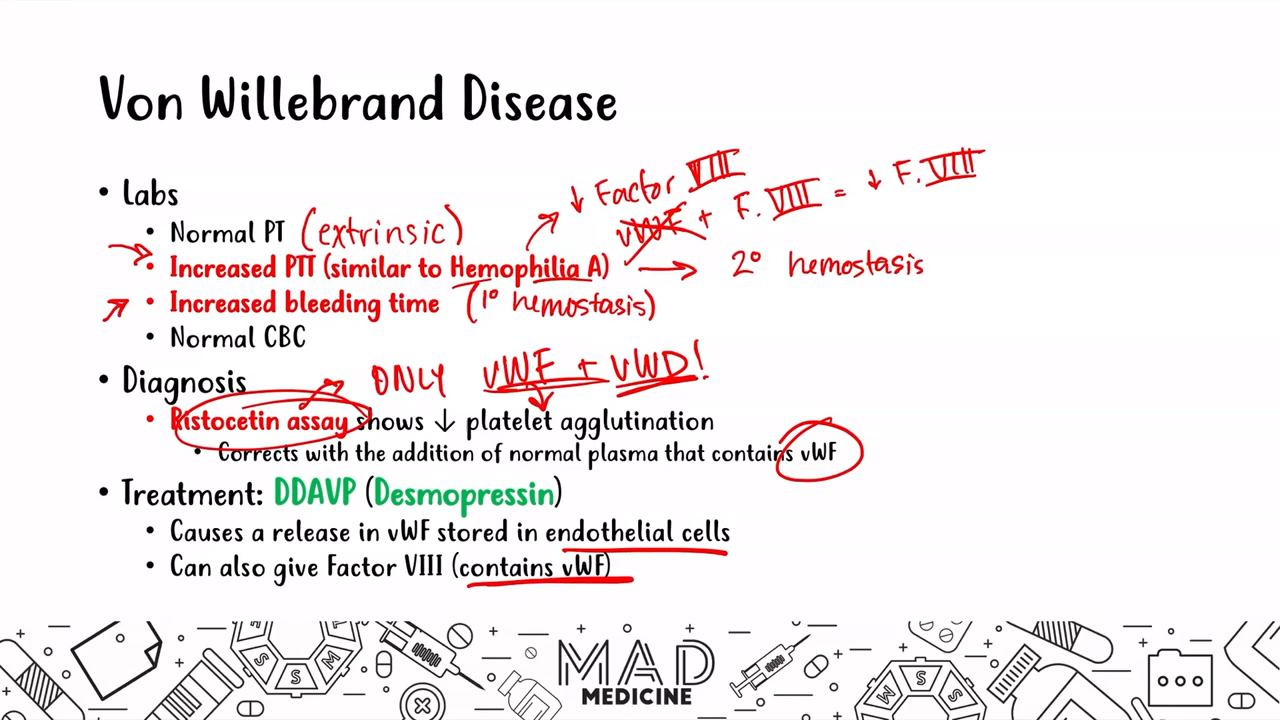 Von Willebrand Disease
• Labs
↓ Factor VIII
vWF + F. VIII = ↓ F. VIII
• Normal PT (extrinsic)
• Increased PTT (similar to Hemophilia A) → 2° hemostasis
• Increased bleeding time (1° hemostasis)
• Normal CBC
• Diagnosis → ONLY vWF + vWD!
• Ristocetin assay shows ↓ platelet agglutination
• Corrects with the addition of normal plasma that contains vWF
• Treatment: DDAVP (Desmopressin)
• Causes a release in vWF stored in endothelial cells
• Can also give Factor VIII (contains vWF)
MAD
MEDICINE
S S M
M S S